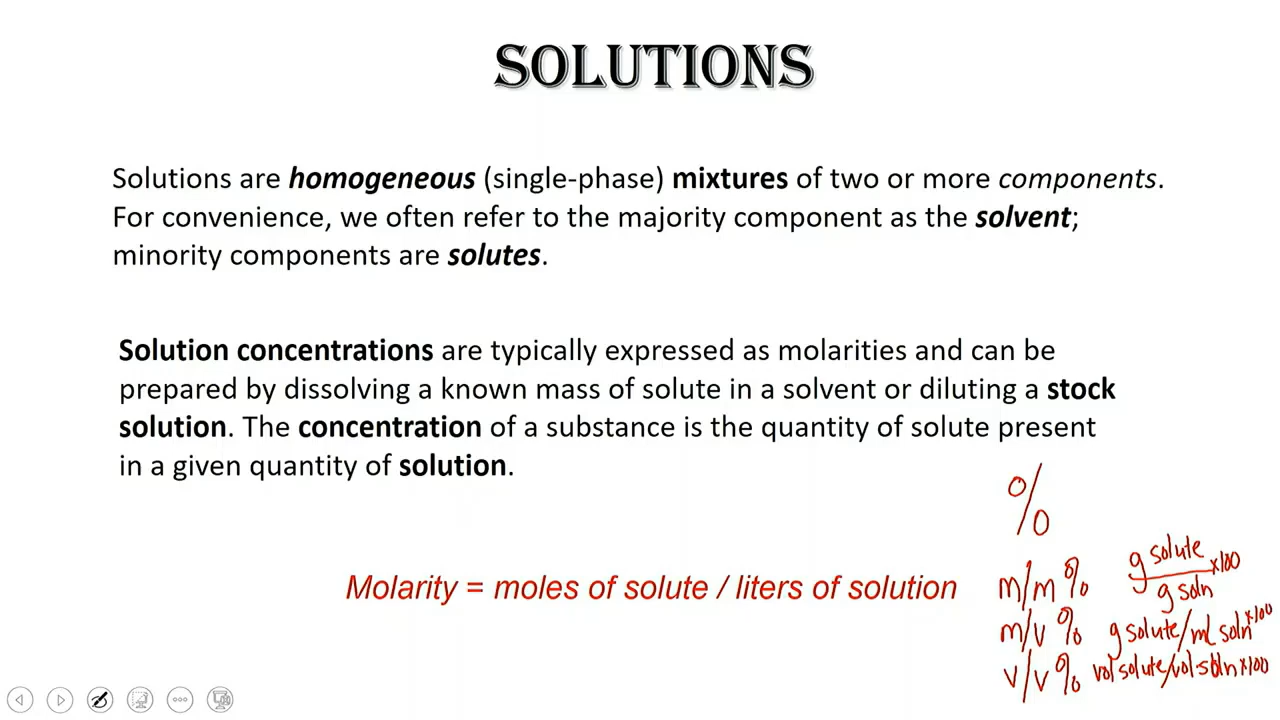 SOLUTIONS
Solutions are homogeneous (single-phase) mixtures of two or more components.
For convenience, we often refer to the majority component as the solvent;
minority components are solutes.
Solution concentrations are typically expressed as molarities and can be
prepared by dissolving a known mass of solute in a solvent or diluting a stock
solution. The concentration of a substance is the quantity of solute present
in a given quantity of solution.
%
Molarity = moles of solute / liters of solution
m/m % g solute / g soln x100
m/v % g solute/ml soln x100
v/v % vol solute/vol soln x100